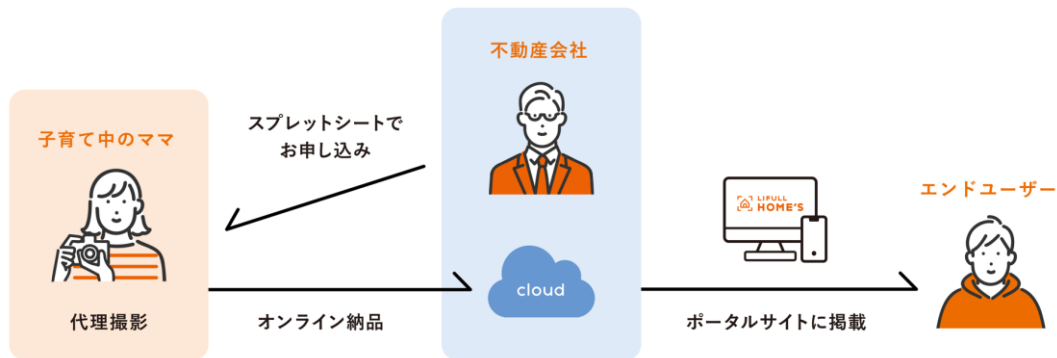 不動産会社
子育て中のママ
スプレットシートで
お申し込み
LIFULL
HOME'S
エンドユーザー
cloud
代理撮影
オンライン納品
ポータルサイトに掲載